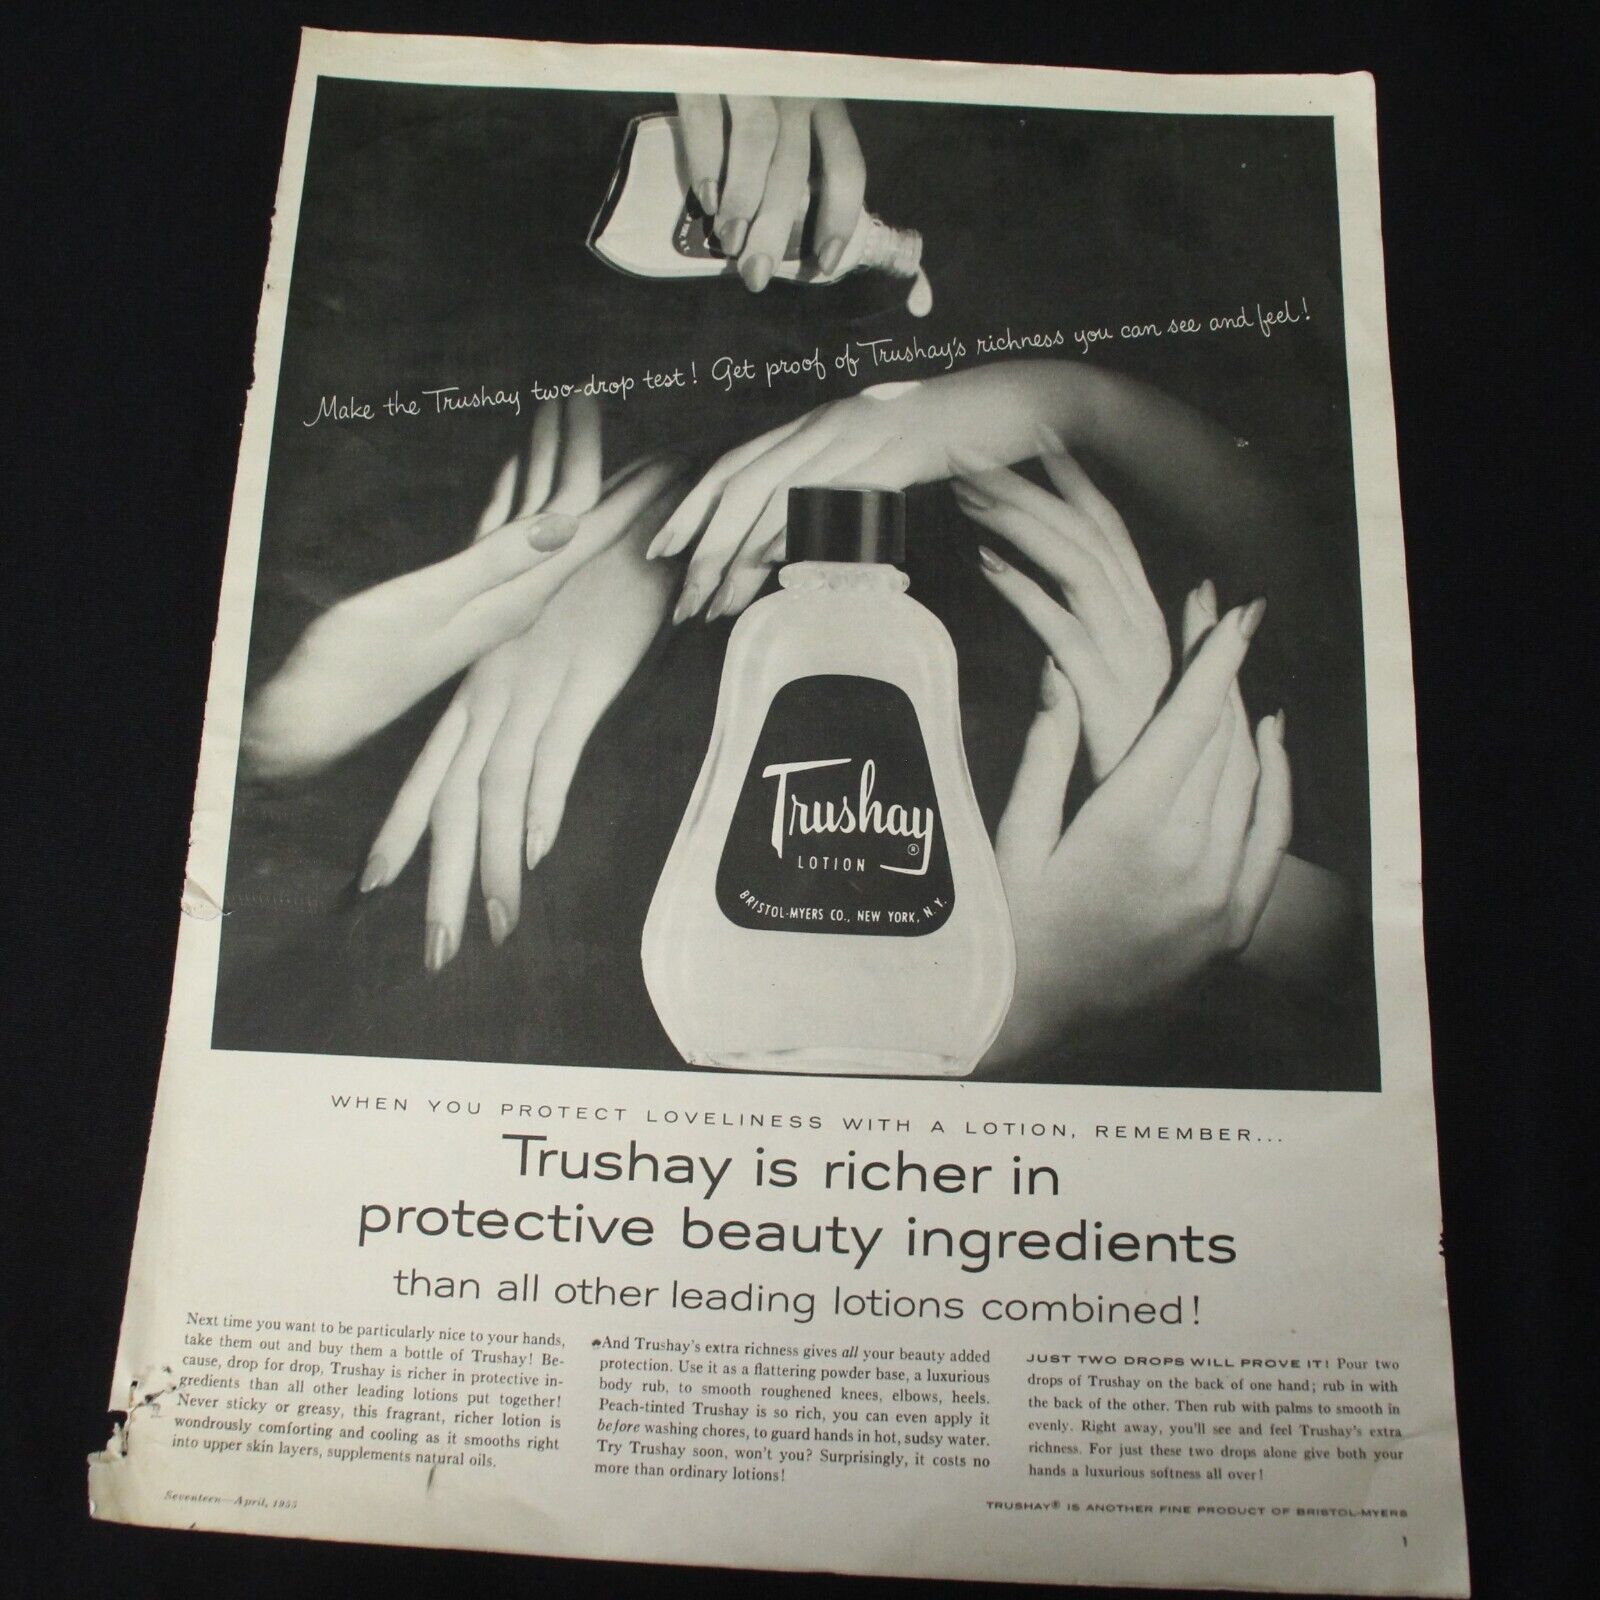 Make the Trushay two-drop test! Get proof of Trushay's richness you can see and feel!
Trushay
®
LOTION
BRISTOL-MYERS CO., NEW YORK, N.Y.
WHEN YOU PROTECT LOVELINESS WITH A LOTION, REMEMBER...
Trushay is richer in
protective beauty ingredients
than all other leading lotions combined!
Next time you want to be particularly nice to your hands,
take them out and buy them a bottle of Trushay! Be-
cause, drop for drop, Trushay is richer in protective in-
gredients than all other leading lotions put together!
Never sticky or greasy, this fragrant, richer lotion is
wondrously comforting and cooling as it smooths right
into upper skin layers, supplements natural oils.
And Trushay's extra richness gives all your beauty added
protection. Use it as a flattering powder base, a luxurious
body rub, to smooth roughened knees, elbows, heels.
Peach-tinted Trushay is so rich, you can even apply it
before washing chores, to guard hands in hot, sudsy water.
Try Trushay soon, won't you? Surprisingly, it costs no
more than ordinary lotions!
JUST TWO DROPS WILL PROVE IT! Pour two
drops of Trushay on the back of one hand; rub in with
the back of the other. Then rub with palms to smooth in
evenly. Right away, you'll see and feel Trushay's extra
richness. For just these two drops alone give both your
hands a luxurious softness all over!
Seventeen—April, 1955
TRUSHAY® IS ANOTHER FINE PRODUCT OF BRISTOL-MYERS
1